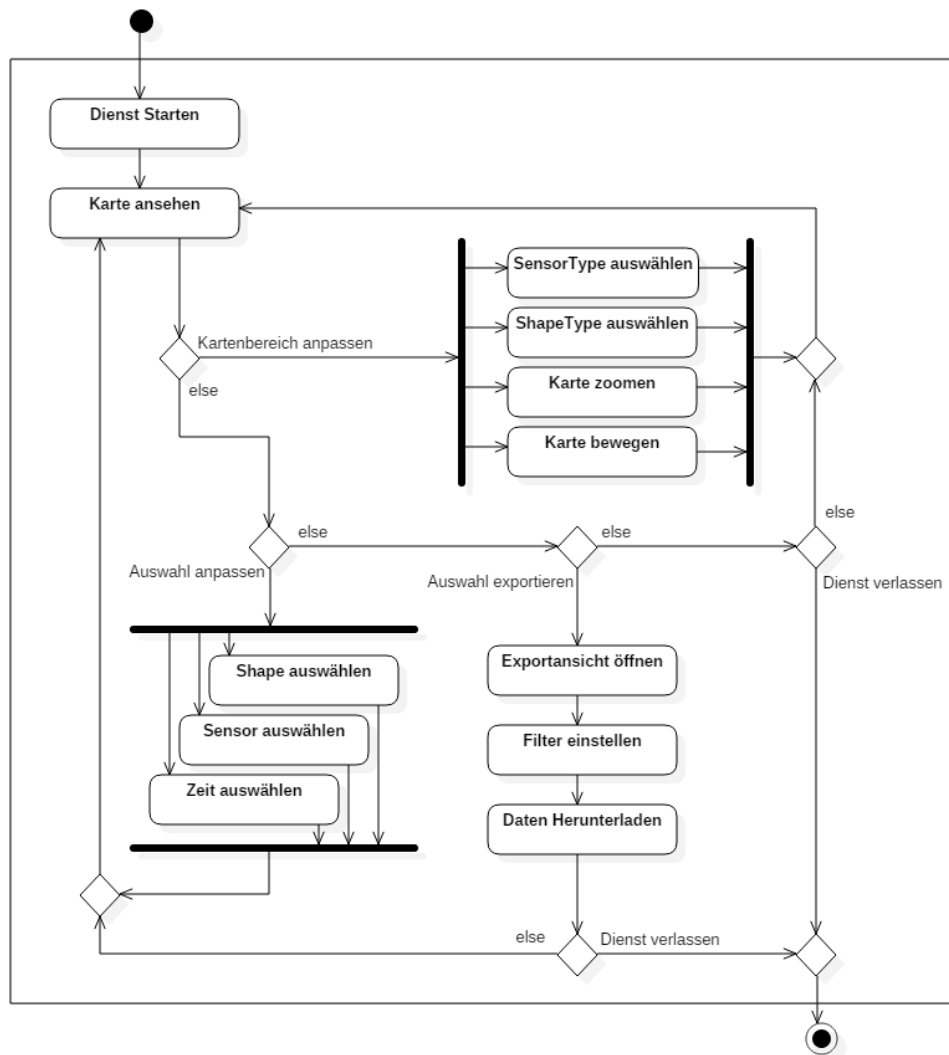 Dienst Starten
Karte ansehen
SensorType auswählen
ShapeType auswählen
Kartenbereich anpassen
Karte zoomen
else
Karte bewegen
else
else
else
Auswahl anpassen
Auswahl exportieren
Dienst verlassen
Shape auswählen
Exportansicht öffnen
Sensor auswählen
Filter einstellen
Zeit auswählen
Daten Herunterladen
else
Dienst verlassen